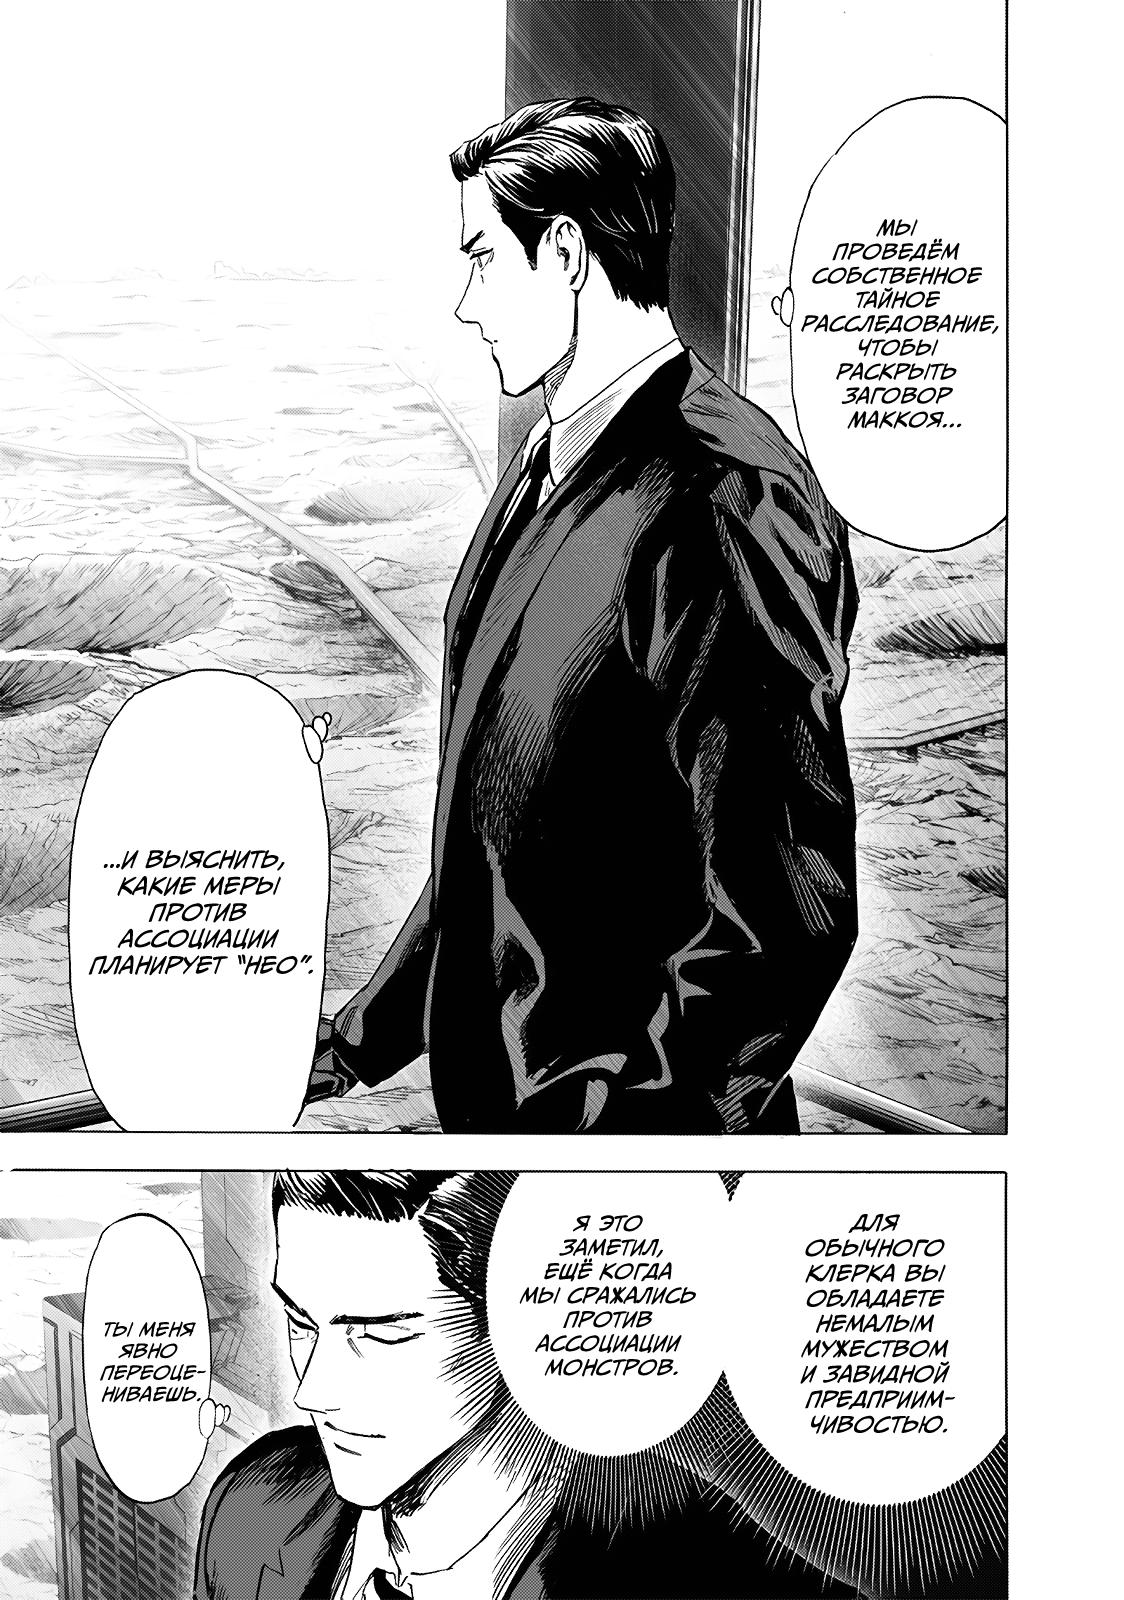 МЫ
ПРОВЕДЁМ
СОБСТВЕННОЕ
ТАЙНОЕ
РАССЛЕДОВАНИЕ,
ЧТОБЫ
РАСКРЫТЬ
ЗАГОВОР
МАККОЯ...
...И ВЫЯСНИТЬ,
КАКИЕ МЕРЫ
ПРОТИВ
АССОЦИАЦИИ
ПЛАНИРУЕТ "НЕО".
ДЛЯ
ОБЫЧНОГО
КЛЕРКА ВЫ
ОБЛАДАЕТЕ
НЕМАЛЫМ
МУЖЕСТВОМ
И ЗАВИДНОЙ
ПРЕДПРИИМ-
ЧИВОСТЬЮ.
Я ЭТО
ЗАМЕТИЛ,
ЕЩЁ КОГДА
МЫ СРАЖАЛИСЬ
ПРОТИВ
АССОЦИАЦИИ
МОНСТРОВ.
ТЫ МЕНЯ
ЯВНО
ПЕРЕОЦЕ-
НИВАЕШЬ.